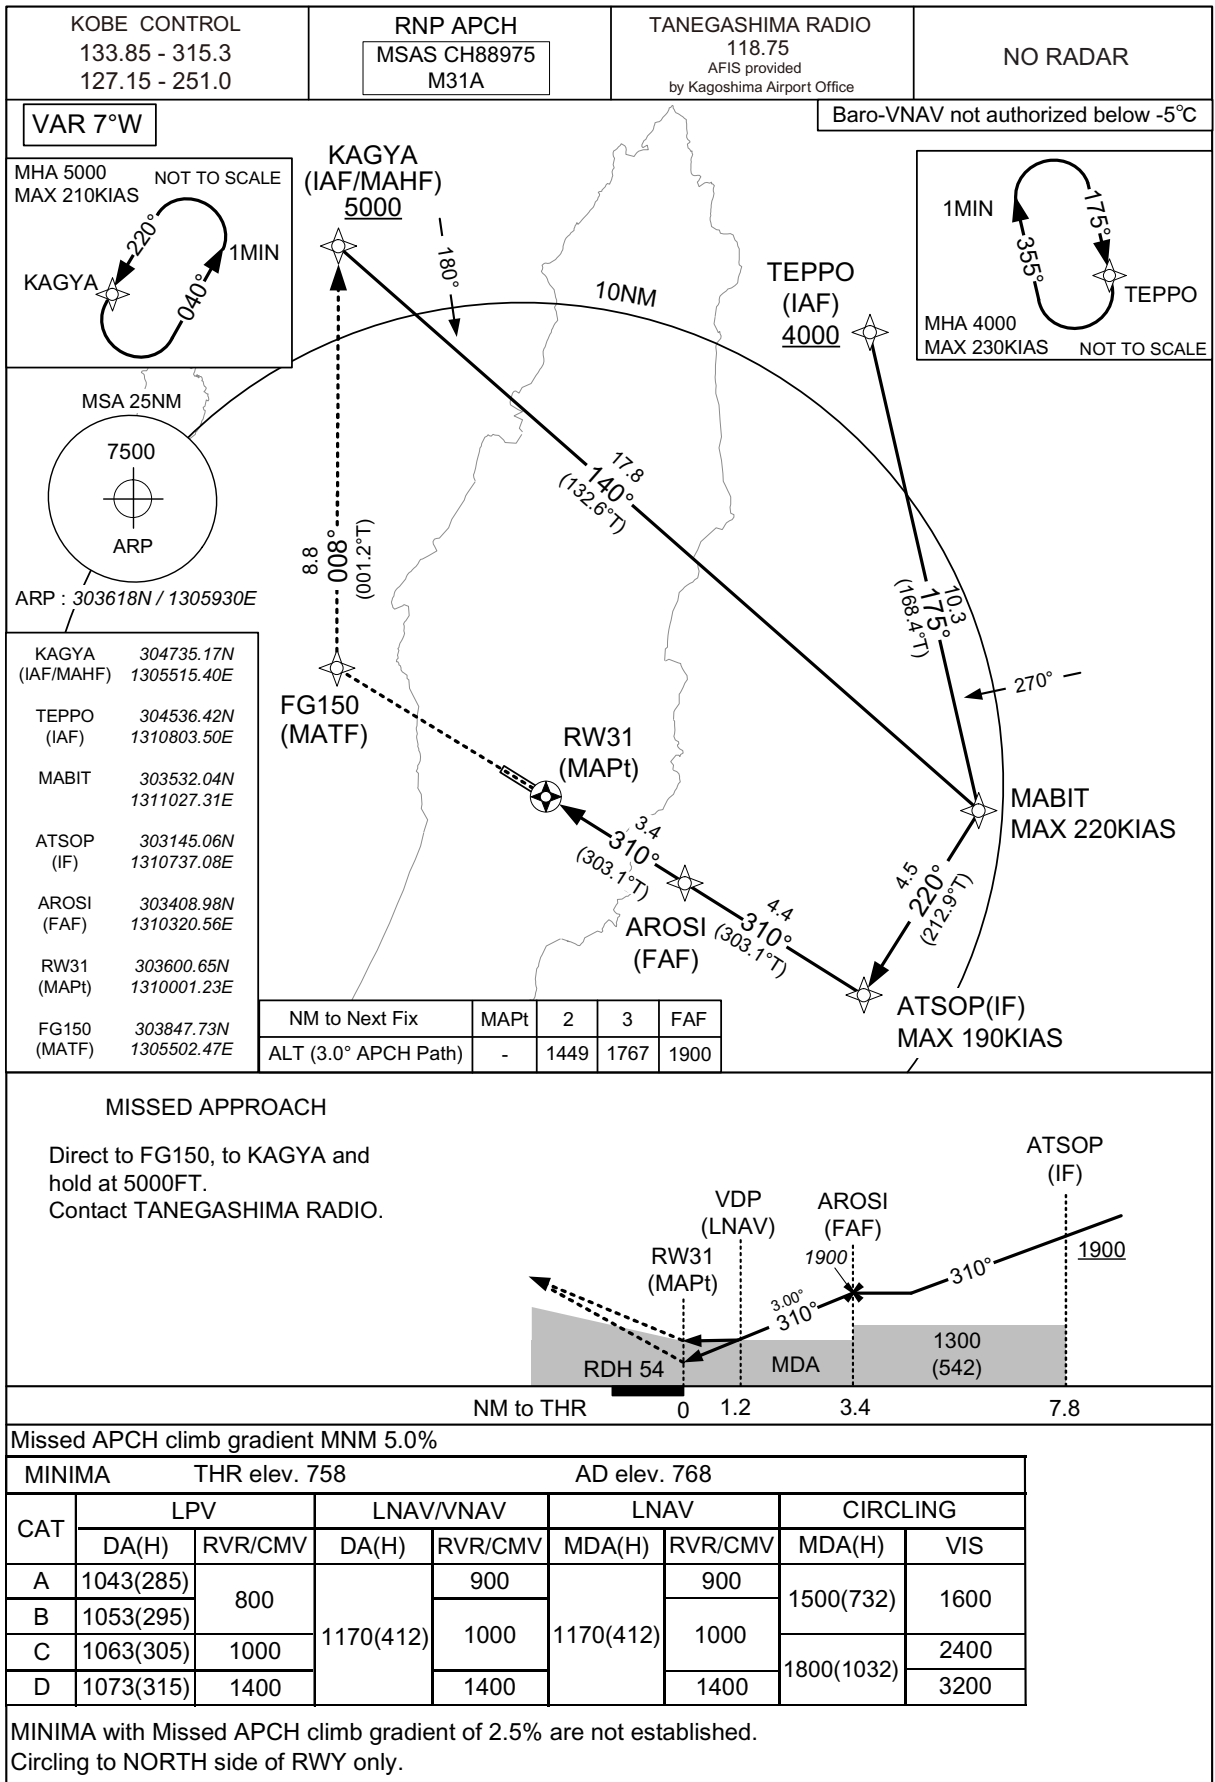 KOBE CONTROL
133.85 - 315.3
127.15 - 251.0
RNP APCH
MSAS CH88975
M31A
TANEGASHIMA RADIO
118.75
AFIS provided
by Kagoshima Airport Office
NO RADAR
VAR 7°W
Baro-VNAV not authorized below -5℃
MHA 5000
MAX 210KIAS
NOT TO SCALE
220°
1MIN
KAGYA
040°
KAGYA
(IAF/MAHF)
5000
180°
10NM
TEPPO
(IAF)
4000
1MIN
175°
355°
TEPPO
MHA 4000
MAX 230KIAS
NOT TO SCALE
MSA 25NM
7500
ARP
ARP : 303618N / 1305930E
17.8
140°
(132.6°T)
8.8
008°
(001.2°T)
10.3
175°
(168.4°T)
270°
KAGYA 304735.17N
(IAF/MAHF) 1305515.40E
TEPPO 304536.42N
(IAF) 1310803.50E
MABIT 303532.04N
1311027.31E
ATSOP 303145.06N
(IF) 1310737.08E
AROSI 303408.98N
(FAF) 1310320.56E
RW31 303600.65N
(MAPt) 1310001.23E
FG150 303847.73N
(MATF) 1305502.47E
FG150
(MATF)
RW31
(MAPt)
MABIT
MAX 220KIAS
3.4
310°
(303.1°T)
AROSI
(FAF)
4.4
310°
(303.1°T)
4.5
220°
(212.9°T)
ATSOP(IF)
MAX 190KIAS
NM to Next Fix MAPt 2 3 FAF
ALT (3.0° APCH Path) - 1449 1767 1900
MISSED APPROACH
Direct to FG150, to KAGYA and
hold at 5000FT.
Contact TANEGASHIMA RADIO.
ATSOP
(IF)
VDP
(LNAV)
AROSI
(FAF)
RW31
(MAPt)
1900
1900
310°
3.00°
310°
RDH 54
MDA
1300
(542)
NM to THR 0 1.2 3.4 7.8
Missed APCH climb gradient MNM 5.0%
MINIMA THR elev. 758 AD elev. 768
CAT LPV LNAV/VNAV LNAV CIRCLING
DA(H) RVR/CMV DA(H) RVR/CMV MDA(H) RVR/CMV MDA(H) VIS
A 1043(285) 800 1170(412) 900 1170(412) 900 1500(732) 1600
B 1053(295) 1000 1000
C 1063(305) 1000 1800(1032) 2400
D 1073(315) 1400 1400 1400 3200
MINIMA with Missed APCH climb gradient of 2.5% are not established.
Circling to NORTH side of RWY only.